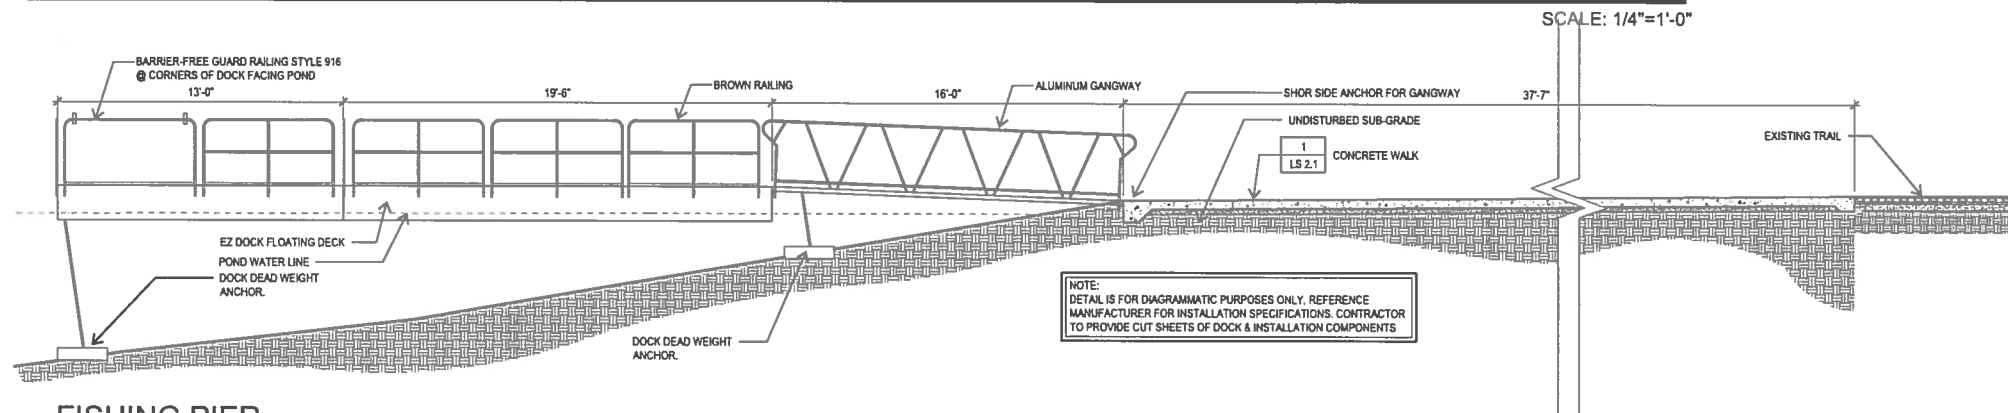 SCALE: 1/4"=1'-0"
BARRIER-FREE GUARD RAILING STYLE 916
@ CORNERS OF DOCK FACING POND
13'-0"
19'-6"
BROWN RAILING
16'-0"
ALUMINUM GANGWAY
SHOR SIDE ANCHOR FOR GANGWAY
37'-7"
UNDISTURBED SUB-GRADE
EXISTING TRAIL
1
LS 2.1
CONCRETE WALK
EZ DOCK FLOATING DECK
POND WATER LINE
DOCK DEAD WEIGHT
ANCHOR.
DOCK DEAD WEIGHT
ANCHOR.
NOTE:
DETAIL IS FOR DIAGRAMMATIC PURPOSES ONLY, REFERENCE
MANUFACTURER FOR INSTALLATION SPECIFICATIONS. CONTRACTOR
TO PROVIDE CUT SHEETS OF DOCK & INSTALLATION COMPONENTS
FISHING PIER